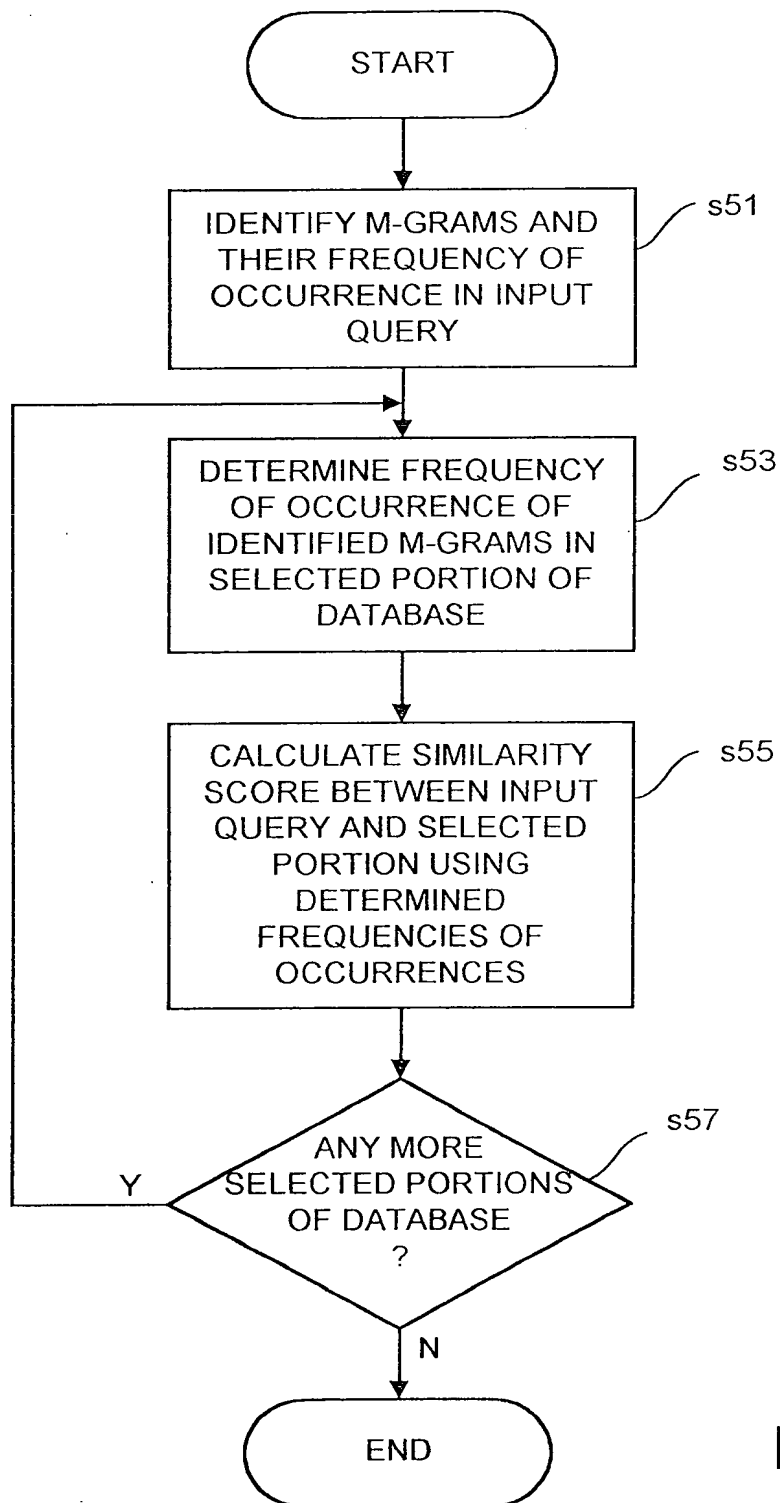 START
IDENTIFY M-GRAMS AND
THEIR FREQUENCY OF
OCCURRENCE IN INPUT
QUERY
s51
DETERMINE FREQUENCY
OF OCCURRENCE OF
IDENTIFIED M-GRAMS IN
SELECTED PORTION OF
DATABASE
s53
CALCULATE SIMILARITY
SCORE BETWEEN INPUT
QUERY AND SELECTED
PORTION USING
DETERMINED
FREQUENCIES OF
OCCURRENCES
s55
ANY MORE
SELECTED PORTIONS
OF DATABASE
?
s57
Y
N
END